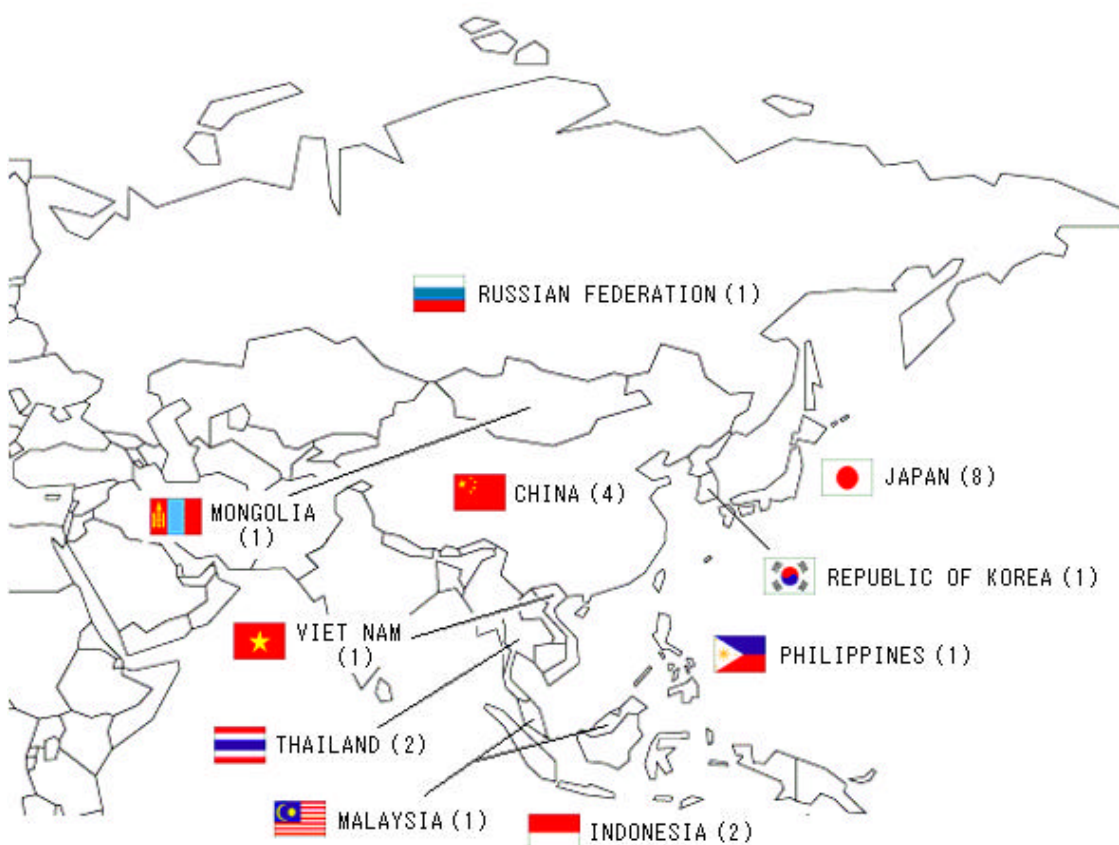 RUSSIAN FEDERATION (1)
JAPAN (8)
CHINA (4)
MONGOLIA
(1)
REPUBLIC OF KOREA (1)
VIET NAM
(1)
PHILIPPINES (1)
THAILAND (2)
MALAYSIA (1)
INDONESIA (2)